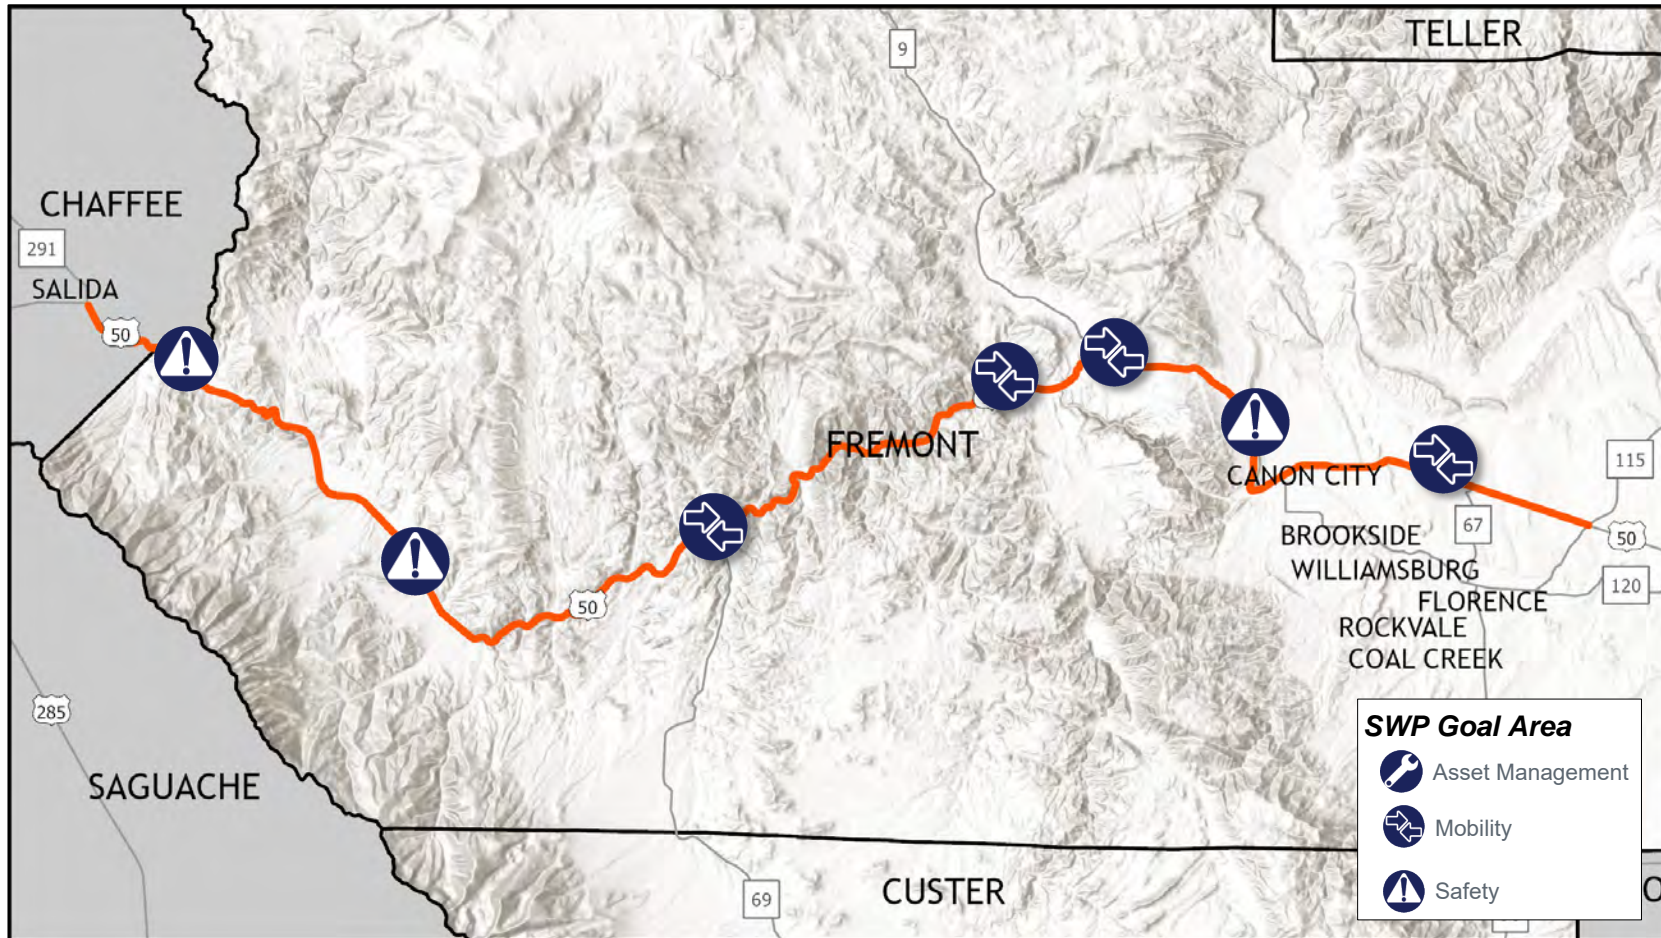 TELLER
9
CHAFFEE
291
SALIDA
50
FREMONT
CANON CITY
115
67
50
BROOKSIDE
WILLIAMSBURG
120
FLORENCE
50
ROCKVALE
COAL CREEK
285
SAGUACHE
SWP Goal Area
Asset Management
Mobility
Safety
69
CUSTER